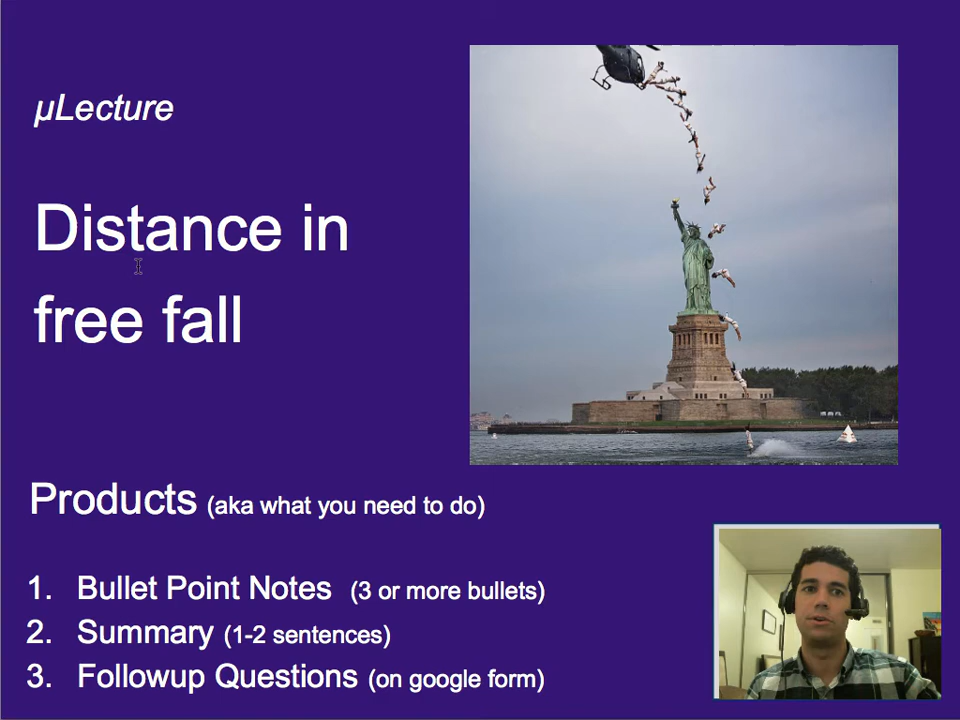 µLecture
Distance in
free fall
Products (aka what you need to do)
1. Bullet Point Notes (3 or more bullets)
2. Summary (1-2 sentences)
3. Followup Questions (on google form)